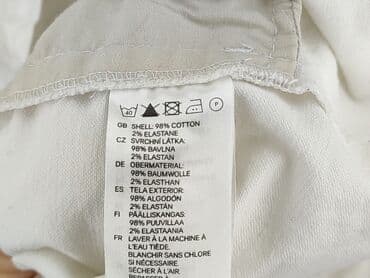 40 P
GB SHELL: 98% COTTON
2% ELASTANE
CZ SVRCHNÍ LÁTKA:
98% BAVLNA
2% ELASTAN
DE OBERMATERIAL:
98% BAUMWOLLE
2% ELASTHAN
ES TELA EXTERIOR:
98% ALGODÓN
2% ELASTÁN
FI PÄÄLLISKANGAS:
98% PUUVILLAA
2% ELASTAANIA
FR LAVER À LA MACHINE À
L'EAU TIÈDE.
BLANCHIR SANS CHLORE
SI NÉCESSAIRE
SÉCHER À L'AIR